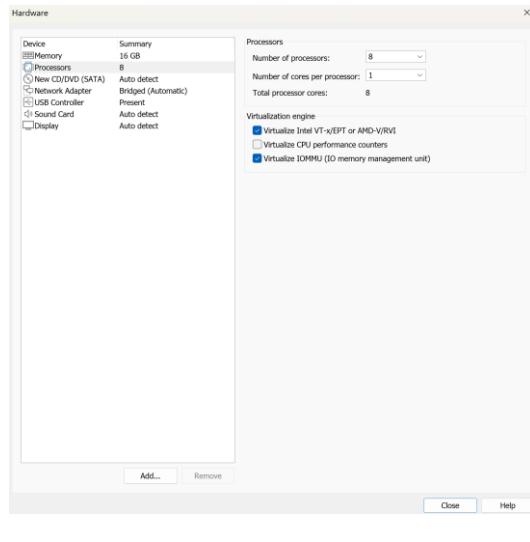 Hardware
Device Summary
Memory 16 GB
Processors 8
New CD/DVD (SATA) Auto detect
Network Adapter Bridged (Automatic)
USB Controller Present
Sound Card Auto detect
Display Auto detect
Add... Remove
Processors
Number of processors: 8
Number of cores per processor: 1
Total processor cores: 8
Virtualization engine
Virtualize Intel VT-x/EPT or AMD-V/RVI
Virtualize CPU performance counters
Virtualize IOMMU (IO memory management unit)
Close Help